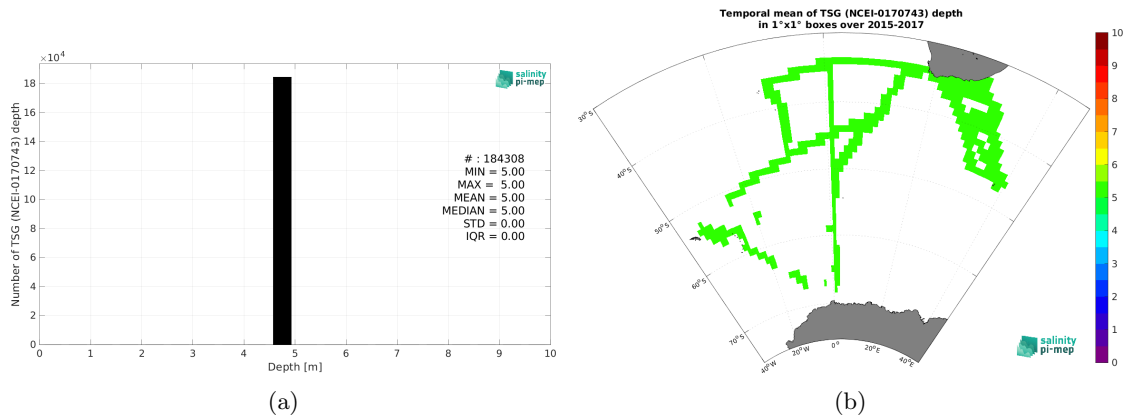 ×10⁴
18
16
14
12
10
8
6
4
2
0
Number of TSG (NCEI-0170743) depth
0 1 2 3 4 5 6 7 8 9 10
Depth [m]
salinity
pi-mep
# : 184308
MIN = 5.00
MAX = 5.00
MEAN = 5.00
MEDIAN = 5.00
STD = 0.00
IQR = 0.00
(a)
Temporal mean of TSG (NCEI-0170743) depth
in 1°x1° boxes over 2015-2017
30°S
40°S
50°S
60°S
70°S
40°W
20°W
0°
20°E
40°E
10
9
8
7
6
5
4
3
2
1
0
salinity
pi-mep
(b)